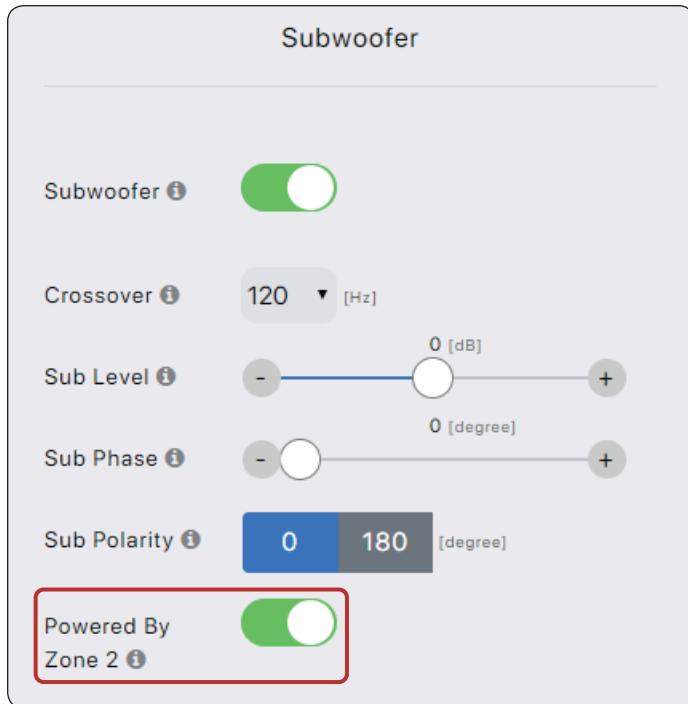 Subwoofer
Subwoofer
Crossover 120 [Hz]
0 [dB]
Sub Level - +
0 [degree]
Sub Phase - +
Sub Polarity 0 180 [degree]
Powered By
Zone 2